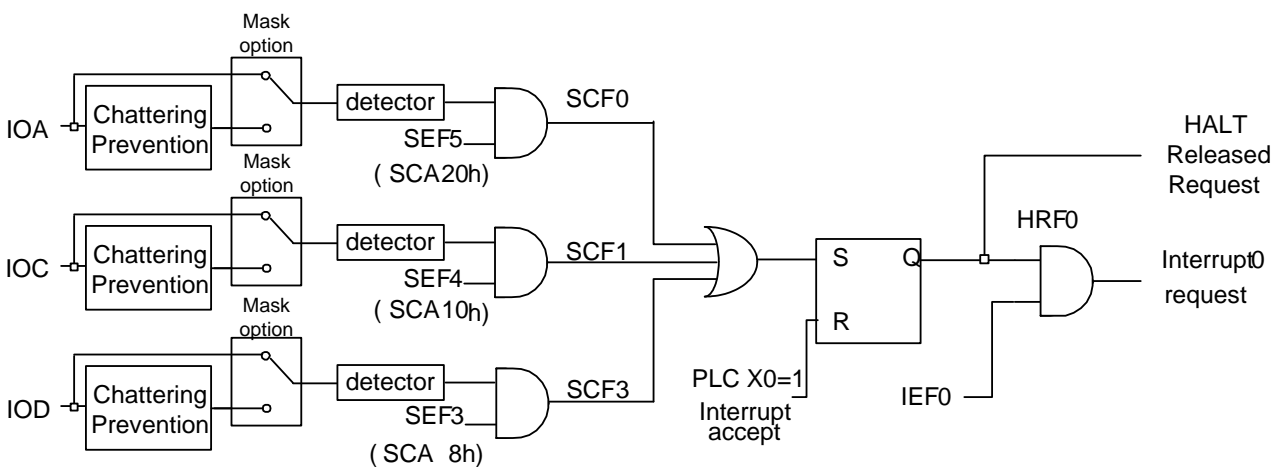 Mask
option
IOA
Chattering
Prevention
detector
SEF5
( SCA20h)
SCF0
Mask
option
IOC
Chattering
Prevention
detector
SEF4
(SCA10h)
SCF1
Mask
option
IOD
Chattering
Prevention
detector
SEF3
( SCA 8h)
SCF3
S
Q
R
PLC X0=1
Interrupt
accept
HALT
Released
Request
HRF0
IEF0
Interrupt0
request